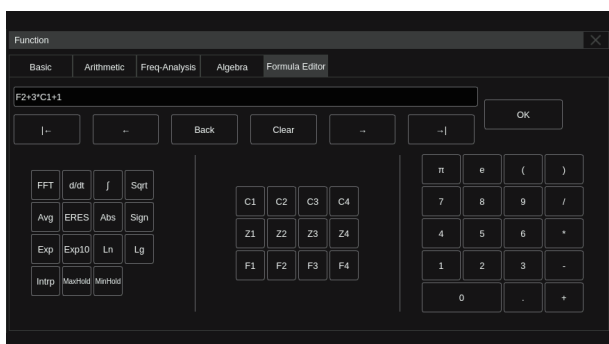 Function
Basic Arithmetic Freq-Analysis Algebra Formula Editor
F2+3*C1+1
OK
|← ← Back Clear → →|
FFT d/dt ∫ Sqrt
Avg ERES Abs Sign
Exp Exp10 Ln Lg
Intrp MaxHold MinHold
C1 C2 C3 C4
Z1 Z2 Z3 Z4
F1 F2 F3 F4
π e ( )
7 8 9 /
4 5 6 *
1 2 3 -
0 . +